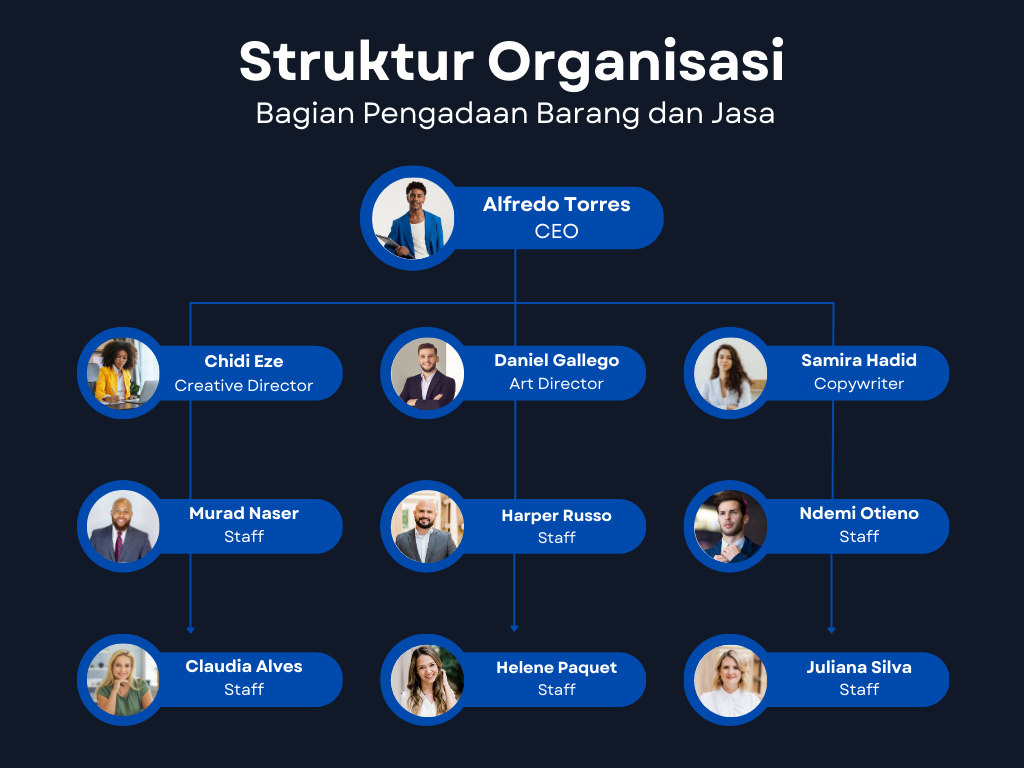 Struktur Organisasi
Bagian Pengadaan Barang dan Jasa
Alfredo Torres
CEO
Chidi Eze
Creative Director
Daniel Gallego
Art Director
Samira Hadid
Copywriter
Murad Naser
Staff
Harper Russo
Staff
Ndemi Otieno
Staff
Claudia Alves
Staff
Helene Paquet
Staff
Juliana Silva
Staff